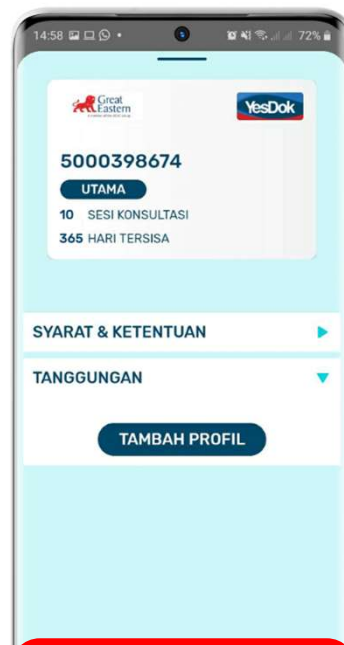 14:58 72%
Great
Eastern
YesDok
5000398674
UTAMA
10 SESI KONSULTASI
365 HARI TERSISA
SYARAT & KETENTUAN
TANGGUNGAN
TAMBAH PROFIL